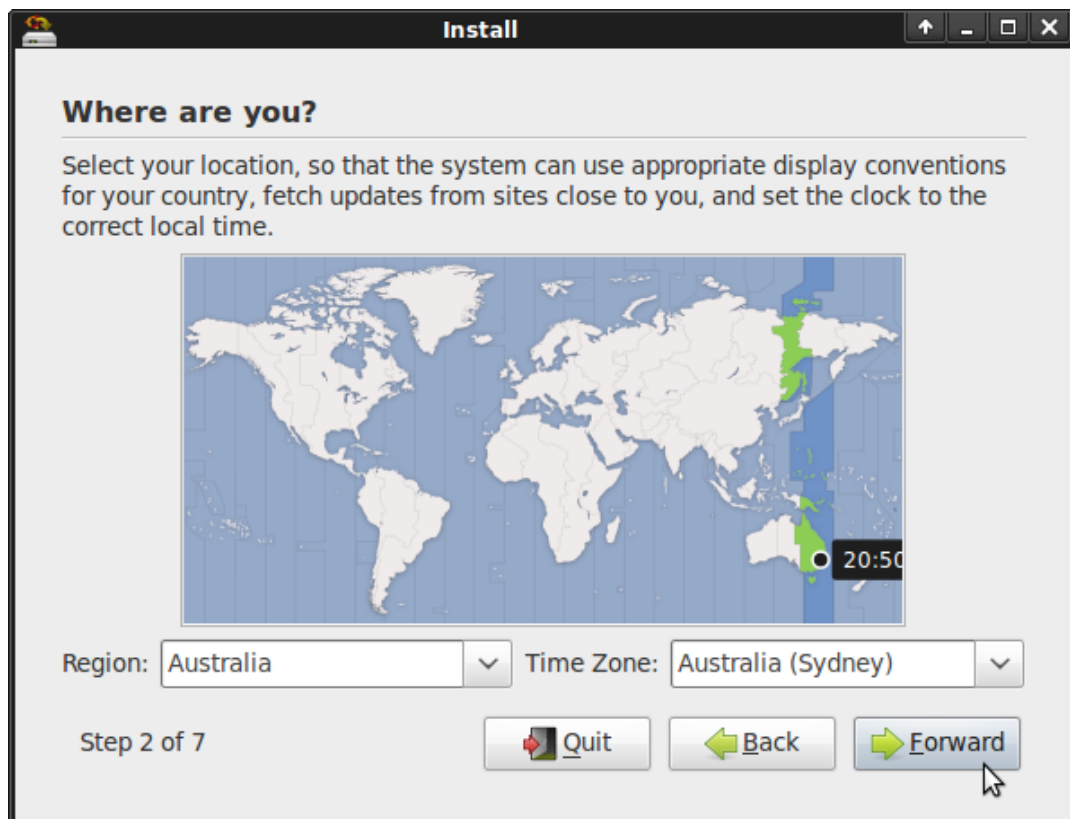 Install
Where are you?
Select your location, so that the system can use appropriate display conventions
for your country, fetch updates from sites close to you, and set the clock to the
correct local time.
20:50
Region: Australia Time Zone: Australia (Sydney)
Step 2 of 7 Quit Back Forward